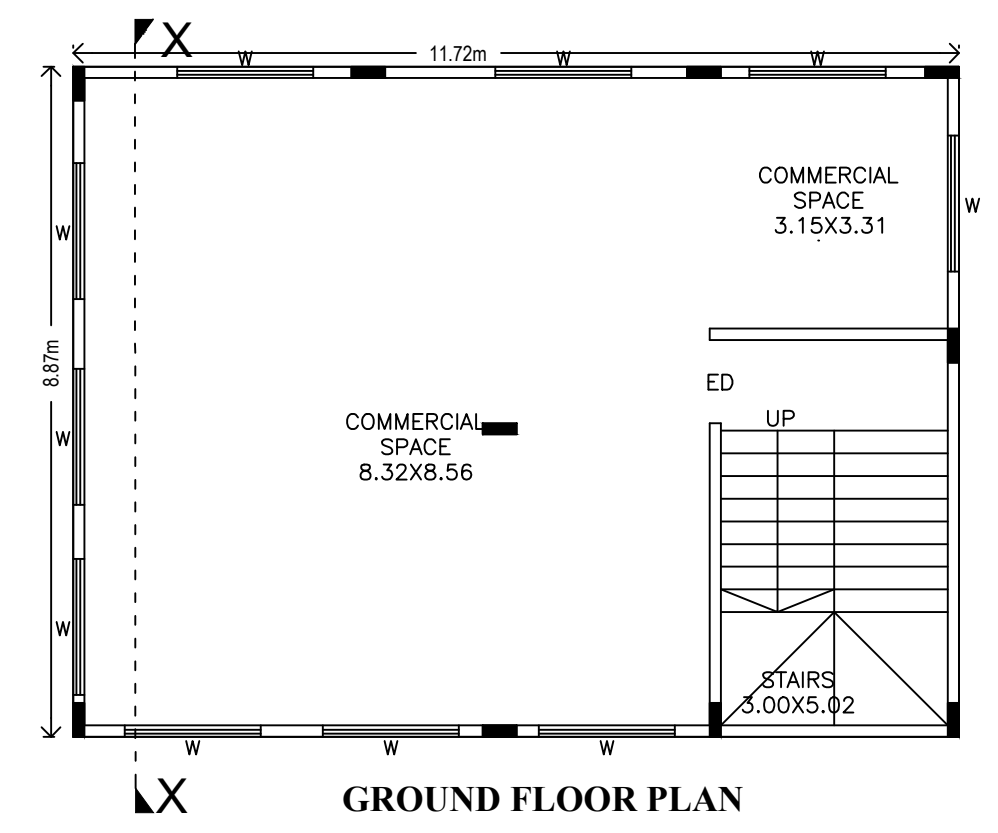 X
11.72m
W
W
W
COMMERCIAL
SPACE
3.15X3.31
W
W
8.87m
ED
UP
COMMERCIAL
SPACE
8.32X8.56
W
W
STAIRS
3.00X5.02
W
W
W
X
GROUND FLOOR PLAN